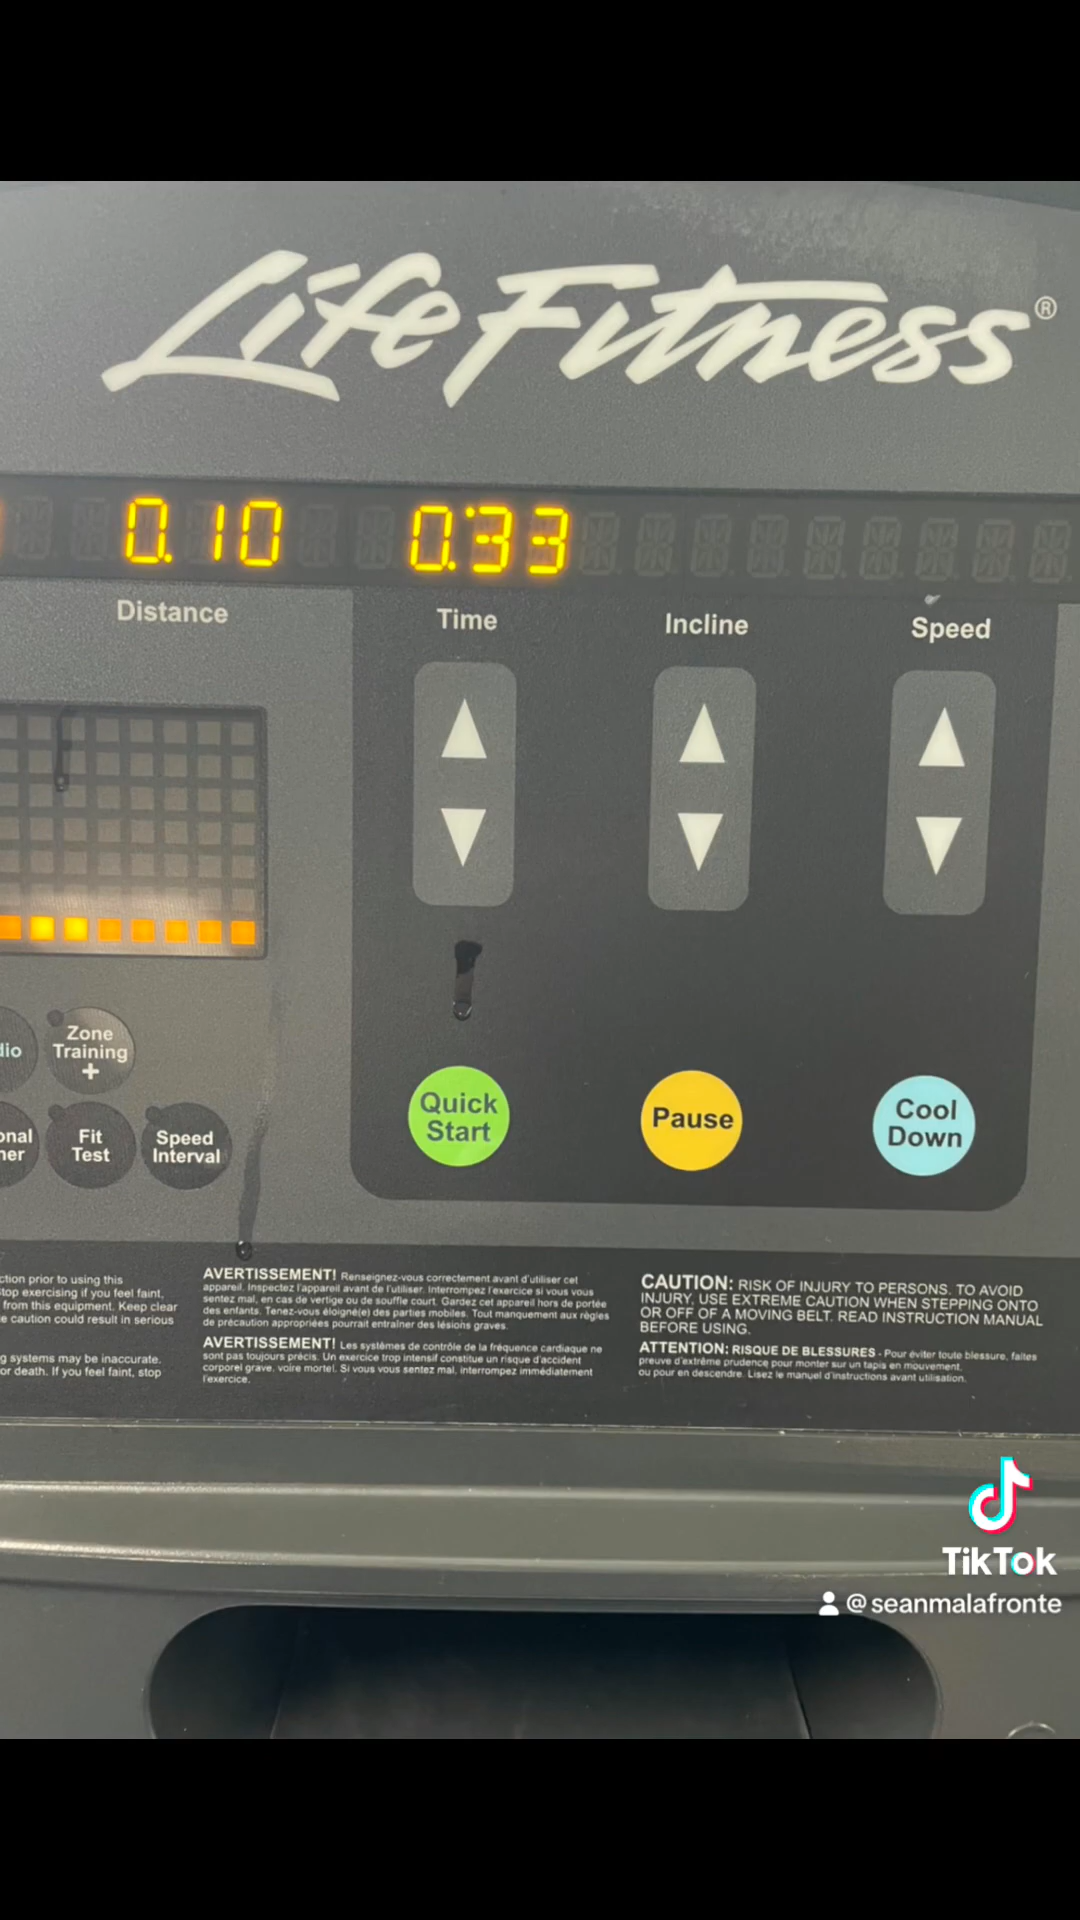 LifeFitness®
0.10 0:33
Distance
Time
Incline
Speed
Zone
Training
+
Fit
Test
Speed
Interval
Quick
Start
Pause
Cool
Down
ction prior to using this
top exercising if you feel faint,
from this equipment. Keep clear
e caution could result in serious
g systems may be inaccurate.
or death. If you feel faint, stop
AVERTISSEMENT! Renseignez-vous correctement avant d'utiliser cet
appareil. Inspectez l'appareil avant de l'utiliser. Interrompez l'exercice si vous vous
sentez mal, en cas de vertige ou de souffle court. Gardez cet appareil hors de portée
des enfants. Tenez-vous éloigné(e) des parties mobiles. Tout manquement aux règles
de précaution appropriées pourrait entraîner des lésions graves.
AVERTISSEMENT! Les systèmes de contrôle de la fréquence cardiaque ne
sont pas toujours précis. Un exercice trop intensif constitue un risque d'accident
corporel grave, voire mortel. Si vous vous sentez mal, interrompez immédiatement
l'exercice.
CAUTION: RISK OF INJURY TO PERSONS. TO AVOID
INJURY, USE EXTREME CAUTION WHEN STEPPING ONTO
OR OFF OF A MOVING BELT. READ INSTRUCTION MANUAL
BEFORE USING.
ATTENTION: RISQUE DE BLESSURES - Pour éviter toute blessure, faites
preuve d'extrême prudence pour monter sur un tapis en mouvement,
ou pour en descendre. Lisez le manuel d'instructions avant utilisation.
TikTok
@seanmalafronte